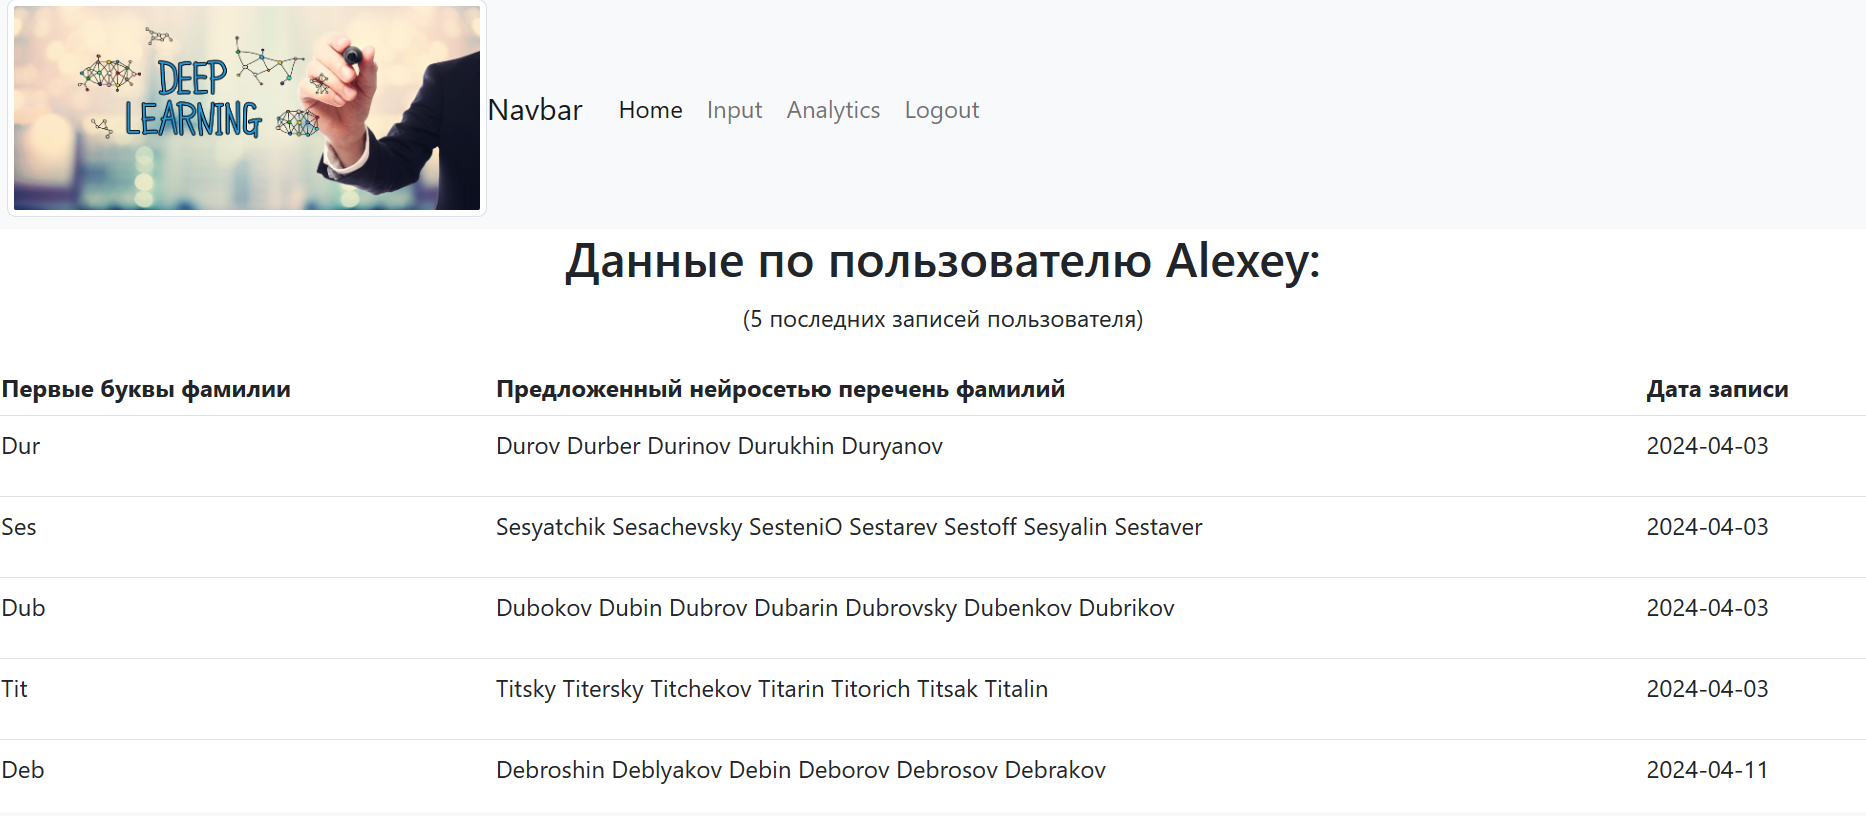 DEEP
LEARNING
Navbar Home Input Analytics Logout
Данные по пользователю Alexey:
(5 последних записей пользователя)
Первые буквы фамилии Предложенный нейросетью перечень фамилий Дата записи
Dur Durov Durber Durinov Durukhin Duryanov 2024-04-03
Ses Sesyatchik Sesachevsky SesteniO Sestarev Sestoff Sesyalin Sestaver 2024-04-03
Dub Dubokov Dubin Dubrov Dubarin Dubrovsky Dubenkov Dubrikov 2024-04-03
Tit Titsky Titersky Titchekov Titarin Titorich Titsak Titalin 2024-04-03
Deb Debroshin Deblyakov Debin Deborov Debrosov Debrakov 2024-04-11